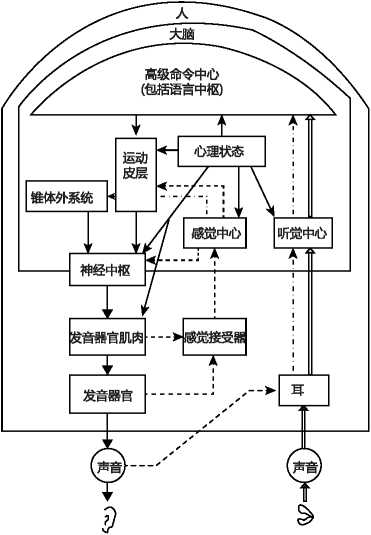 人
大脑
高级命令中心
(包括语言中枢)
运动
皮层
心理状态
锥体外系统
感觉中心
听觉中心
神经中枢
发音器官肌肉
感觉接受器
发音器官
耳
声音
声音